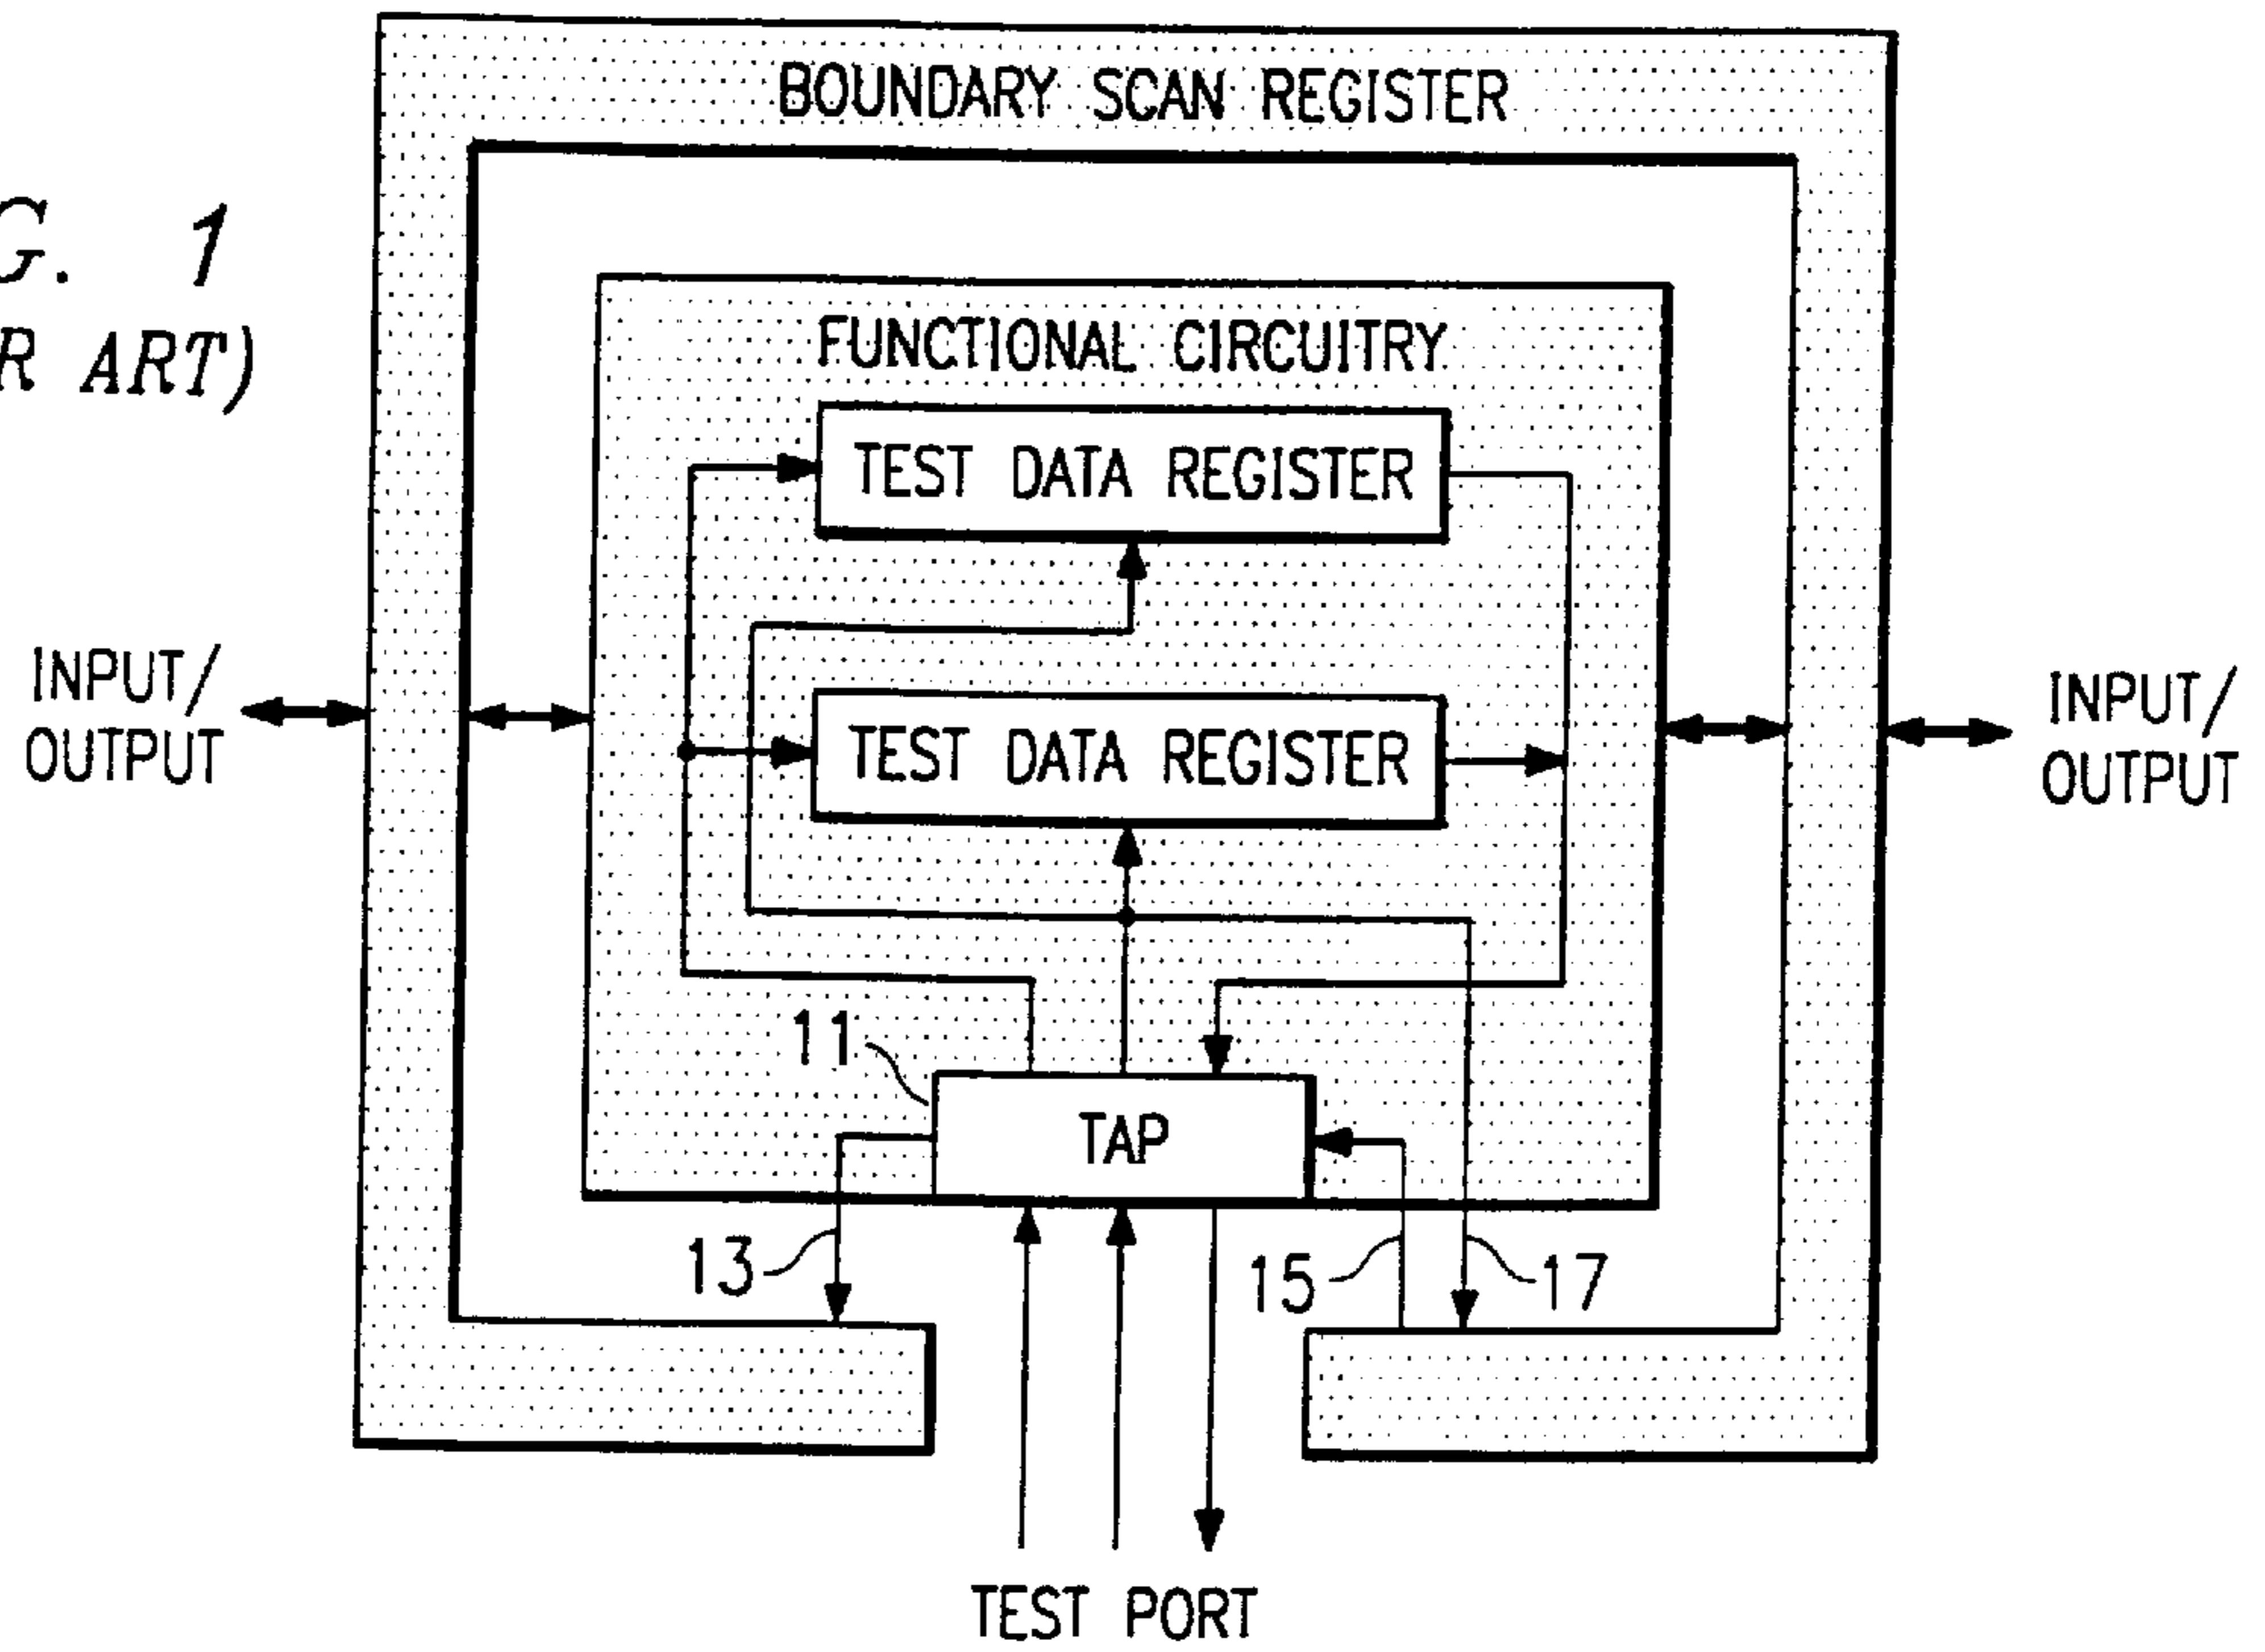 BOUNDARY SCAN REGISTER
G. 1
R ART)
FUNCTIONAL CIRCUITRY
TEST DATA REGISTER
INPUT/
OUTPUT
TEST DATA REGISTER
INPUT/
OUTPUT
11
TAP
13
15
17
TEST PORT